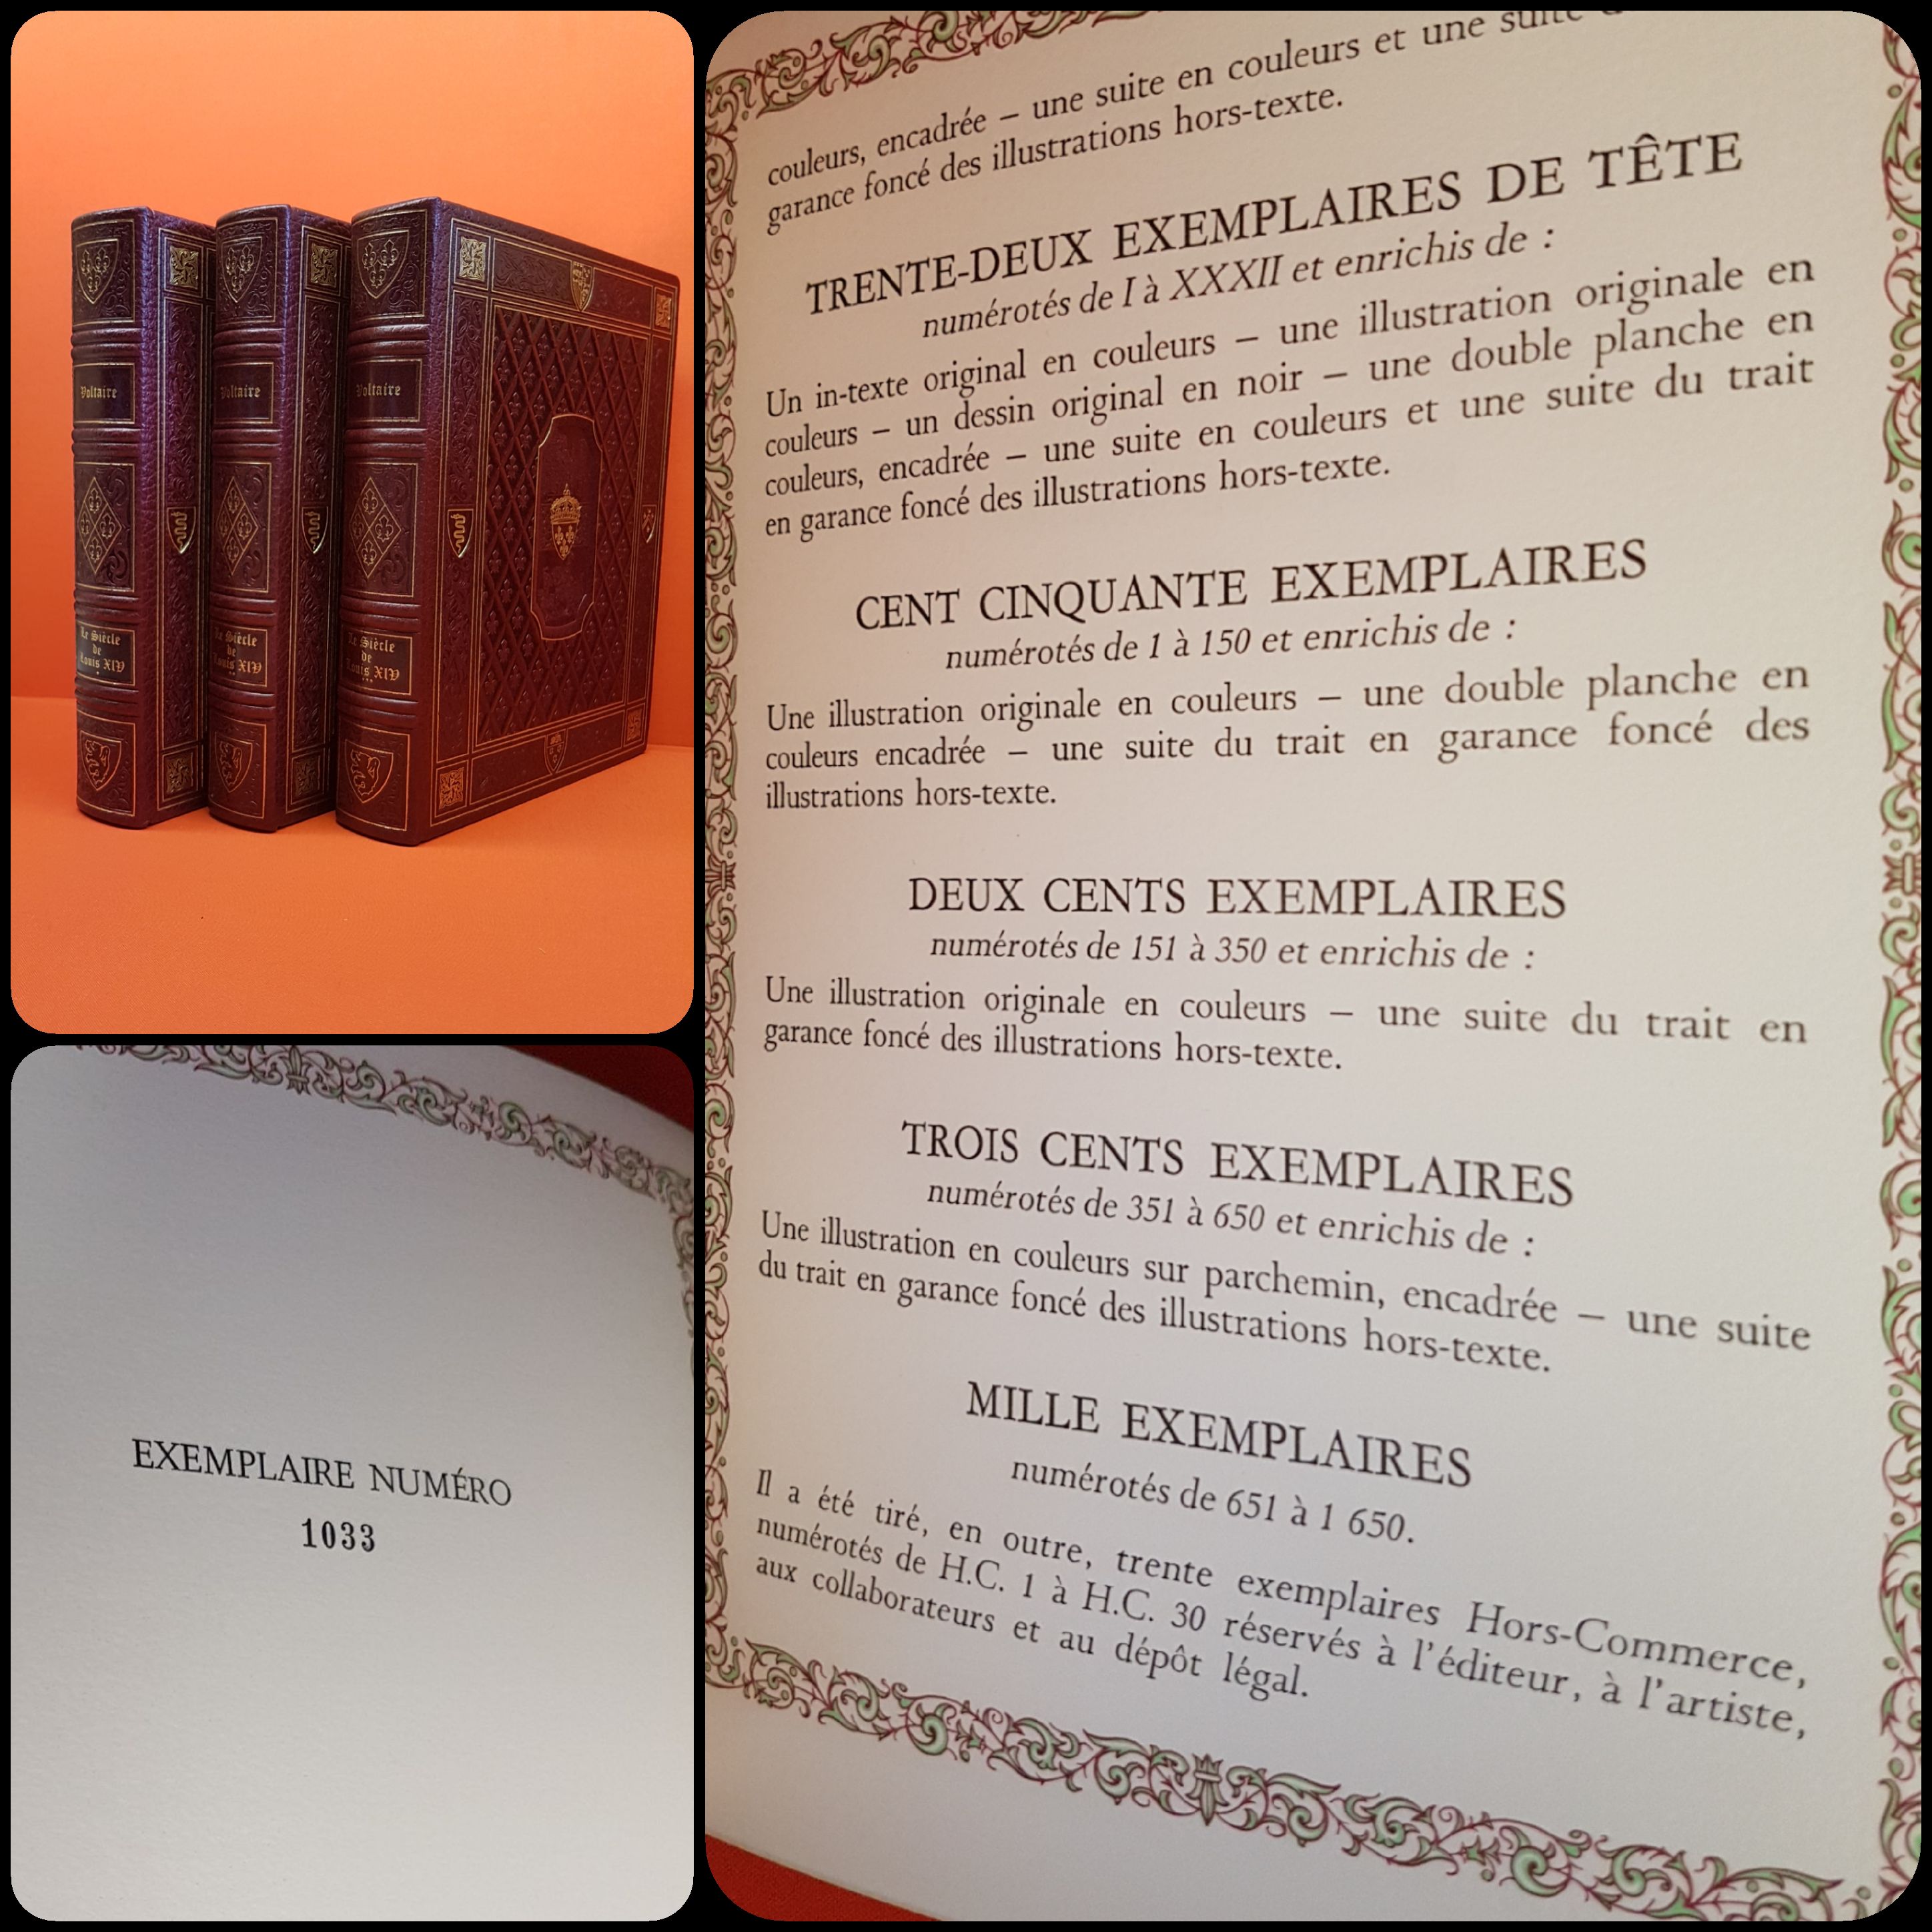 Voltaire
Le Siècle
de
Louis XIV
Voltaire
Le Siècle
de
Louis XIV
Voltaire
Le Siècle
de
Louis XIV
EXEMPLAIRE NUMÉRO
1033
couleurs, encadrée – une suite en couleurs et une suite
garance foncé des illustrations hors-texte.
TRENTE-DEUX EXEMPLAIRES DE TÊTE
numérotés de I à XXXII et enrichis de :
Un in-texte original en couleurs – une illustration originale en
couleurs – un dessin original en noir – une double planche en
couleurs, encadrée – une suite en couleurs et une suite du trait
en garance foncé des illustrations hors-texte.
CENT CINQUANTE EXEMPLAIRES
numérotés de 1 à 150 et enrichis de :
Une illustration originale en couleurs – une double planche en
couleurs encadrée – une suite du trait en garance foncé des
illustrations hors-texte.
DEUX CENTS EXEMPLAIRES
numérotés de 151 à 350 et enrichis de :
Une illustration originale en couleurs – une suite du trait en
garance foncé des illustrations hors-texte.
TROIS CENTS EXEMPLAIRES
numérotés de 351 à 650 et enrichis de :
Une illustration en couleurs sur parchemin, encadrée – une suite
du trait en garance foncé des illustrations hors-texte.
MILLE EXEMPLAIRES
numérotés de 651 à 1 650.
Il a été tiré, en outre, trente exemplaires Hors-Commerce,
numérotés de H.C. 1 à H.C. 30 réservés à l'éditeur, à l'artiste,
aux collaborateurs et au dépôt légal.